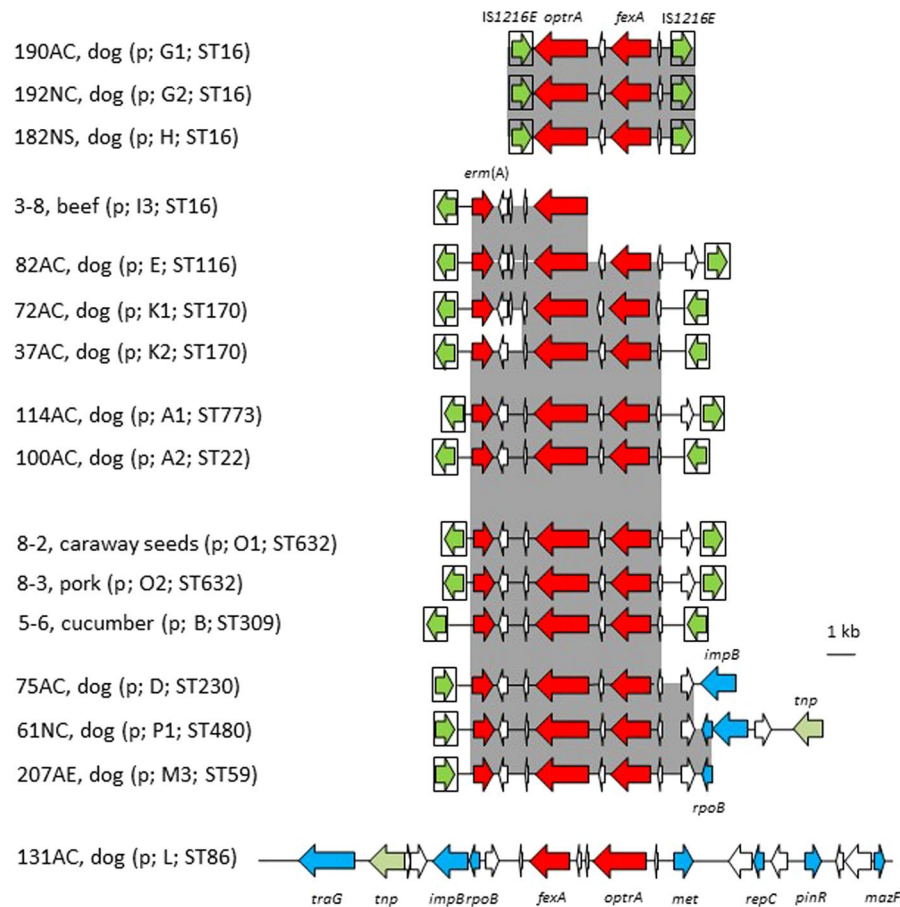 IS1216E optrA fexA IS1216E
190AC, dog (p; G1; ST16)
192NC, dog (p; G2; ST16)
182NS, dog (p; H; ST16)
erm(A)
3-8, beef (p; I3; ST16)
82AC, dog (p; E; ST116)
72AC, dog (p; K1; ST170)
37AC, dog (p; K2; ST170)
114AC, dog (p; A1; ST773)
100AC, dog (p; A2; ST22)
8-2, caraway seeds (p; O1; ST632)
8-3, pork (p; O2; ST632)
5-6, cucumber (p; B; ST309)
1 kb
impB
75AC, dog (p; D; ST230)
tnp
61NC, dog (p; P1; ST480)
207AE, dog (p; M3; ST59)
rpoB
131AC, dog (p; L; ST86)
traG tnp impB rpoB fexA optrA met repC pinR mazF